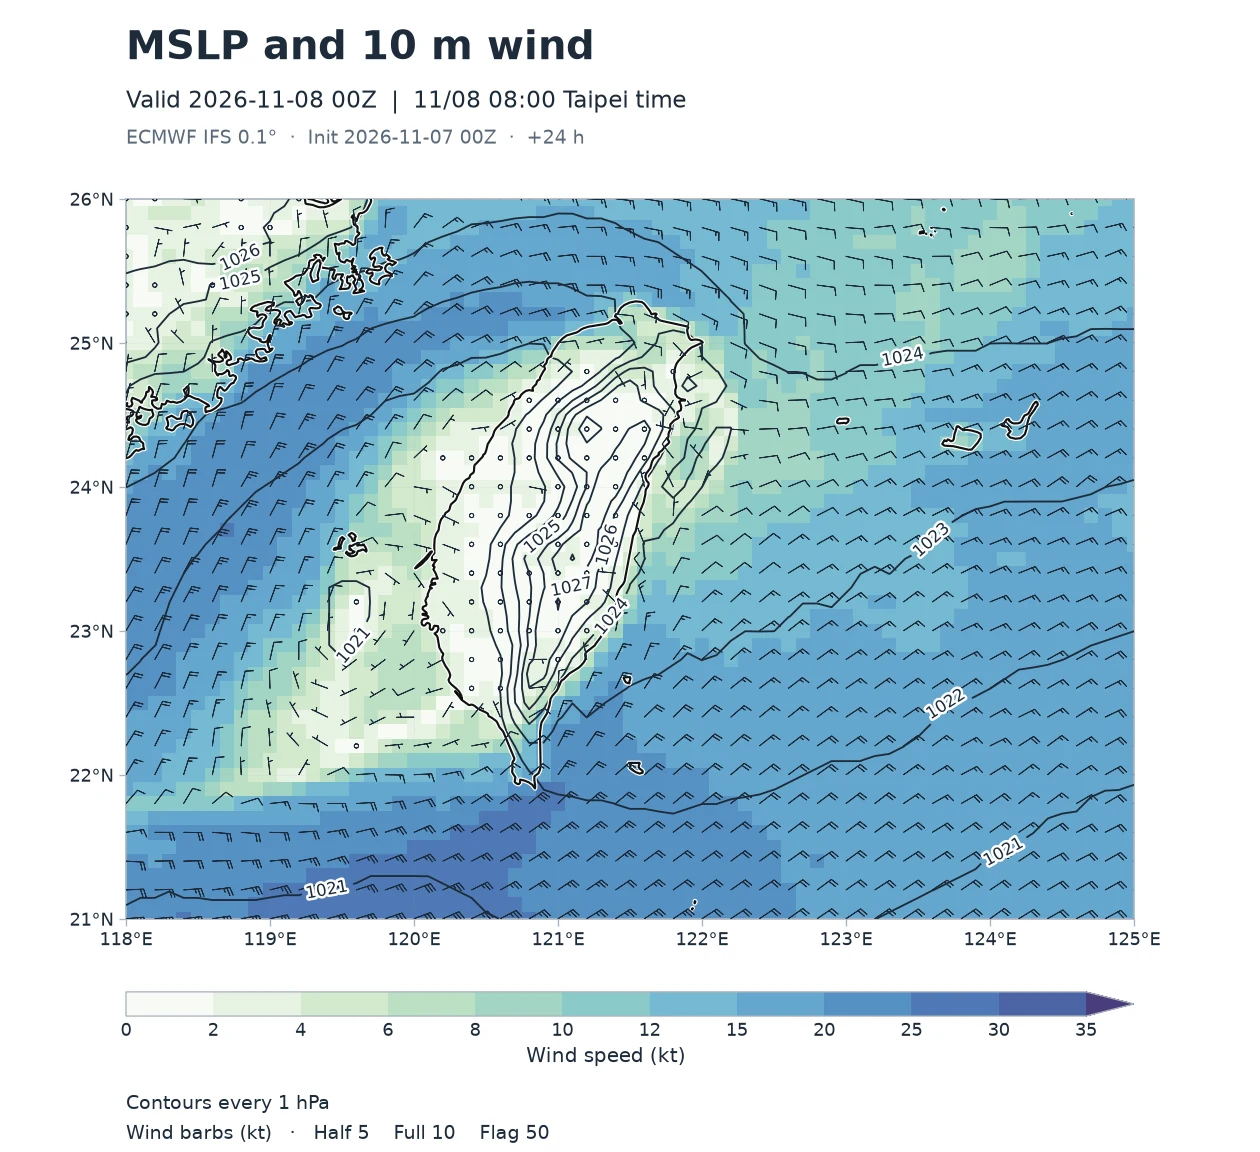 MSLP and 10 m wind
Valid 2026-11-08 00Z | 11/08 08:00 Taipei time
ECMWF IFS 0.1° · Init 2026-11-07 00Z · +24 h
26°N
25°N
24°N
23°N
22°N
21°N
1026
1025
1024
1025
1026
1023
1027
1024
1021
1022
1021
1021
118°E 119°E 120°E 121°E 122°E 123°E 124°E 125°E
0 2 4 6 8 10 12 15 20 25 30 35
Wind speed (kt)
Contours every 1 hPa
Wind barbs (kt) · Half 5 Full 10 Flag 50